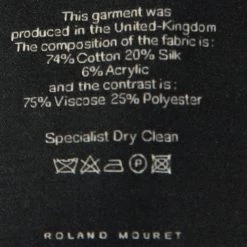 This garment was
produced in the United-Kingdom
The composition of the fabric is :
74% Cotton 20% Silk
6% Acrylic
and the contrast is :
75% Viscose 25% Polyester
Specialist Dry Clean
P
ROLAND MOURET